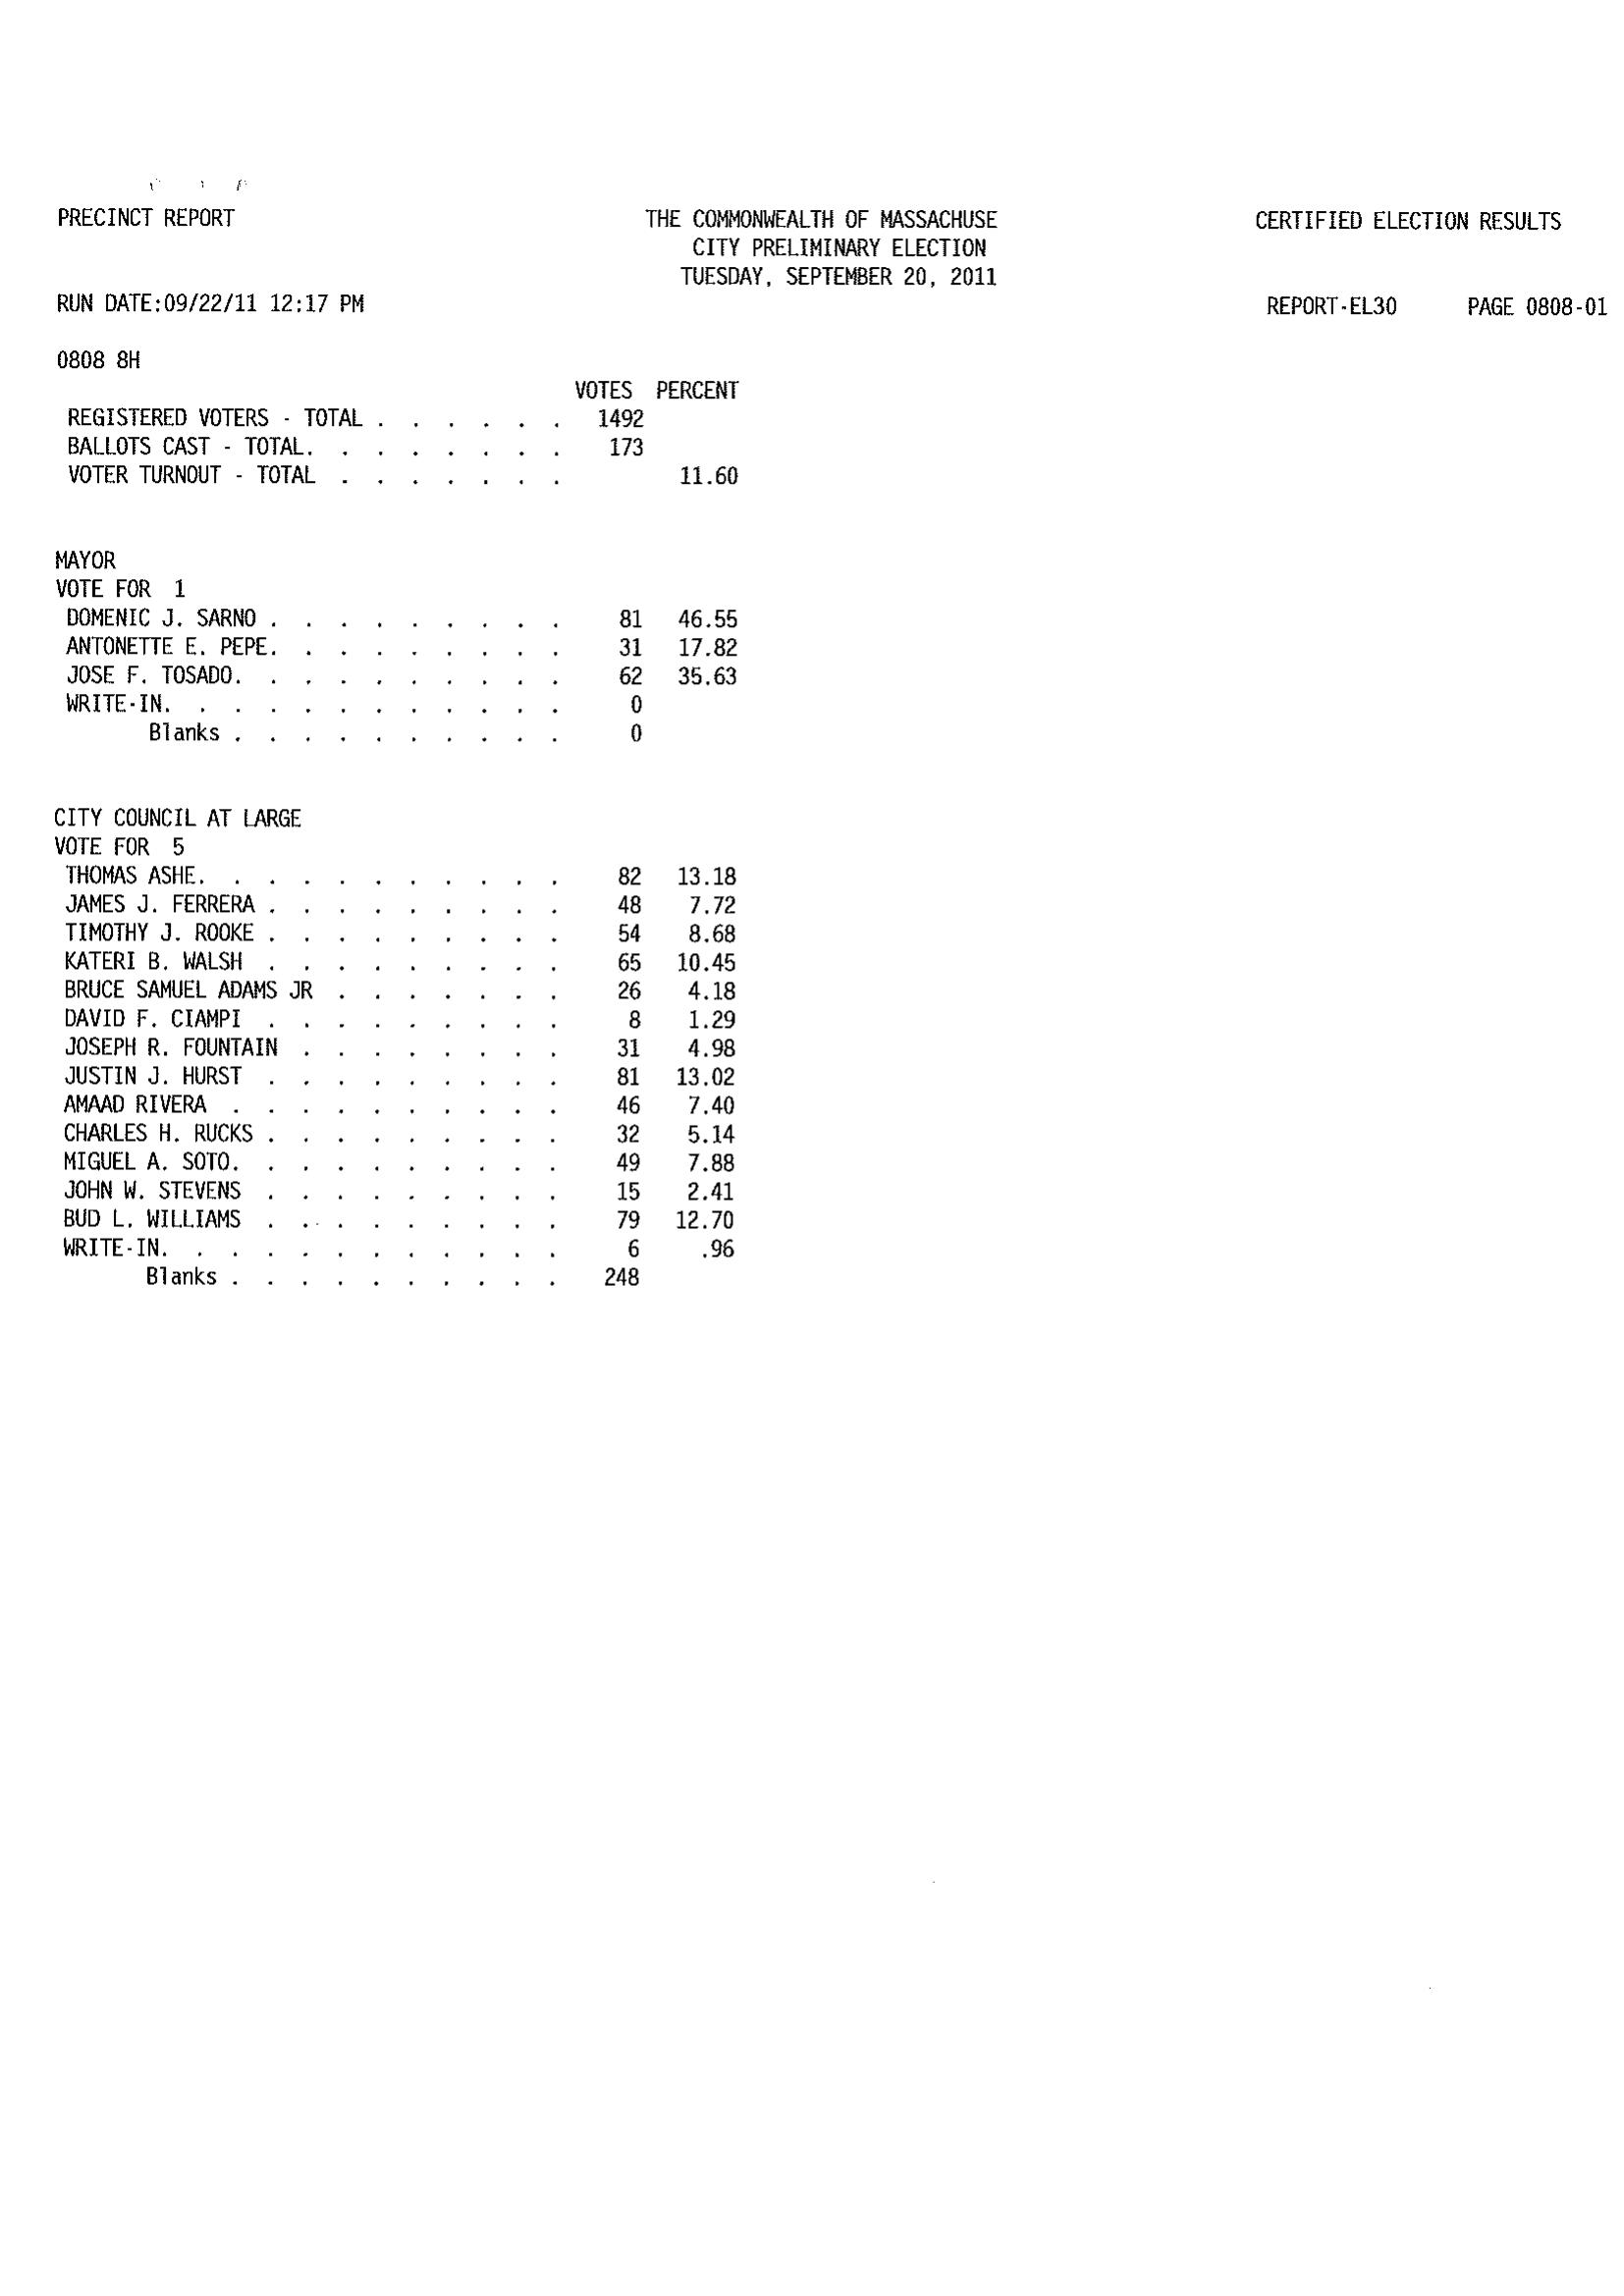 PRECINCT REPORT THE COMMONWEALTH OF MASSACHUSE CERTIFIED ELECTION RESULTS
CITY PRELIMINARY ELECTION
TUESDAY, SEPTEMBER 20, 2011
RUN DATE:09/22/11 12:17 PM REPORT-EL30 PAGE 0808-01
0808 8H
VOTES PERCENT
REGISTERED VOTERS - TOTAL . . . . . . 1492
BALLOTS CAST - TOTAL. . . . . . . . 173
VOTER TURNOUT - TOTAL . . . . . . . 11.60
MAYOR
VOTE FOR 1
DOMENIC J. SARNO . . . . . . . . . 81 46.55
ANTONETTE E. PEPE. . . . . . . . . 31 17.82
JOSE F. TOSADO. . . . . . . . . . 62 35.63
WRITE-IN. . . . . . . . . . . . 0
Blanks . . . . . . . . . . 0
CITY COUNCIL AT LARGE
VOTE FOR 5
THOMAS ASHE. . . . . . . . . . . 82 13.18
JAMES J. FERRERA . . . . . . . . . 48 7.72
TIMOTHY J. ROOKE . . . . . . . . . 54 8.68
KATERI B. WALSH . . . . . . . . . 65 10.45
BRUCE SAMUEL ADAMS JR . . . . . . . 26 4.18
DAVID F. CIAMPI . . . . . . . . . 8 1.29
JOSEPH R. FOUNTAIN . . . . . . . . 31 4.98
JUSTIN J. HURST . . . . . . . . . 81 13.02
AMAAD RIVERA . . . . . . . . . . 46 7.40
CHARLES H. RUCKS . . . . . . . . . 32 5.14
MIGUEL A. SOTO. . . . . . . . . . 49 7.88
JOHN W. STEVENS . . . . . . . . . 15 2.41
BUD L. WILLIAMS . . . . . . . . . 79 12.70
WRITE-IN. . . . . . . . . . . . 6 .96
Blanks . . . . . . . . . . 248